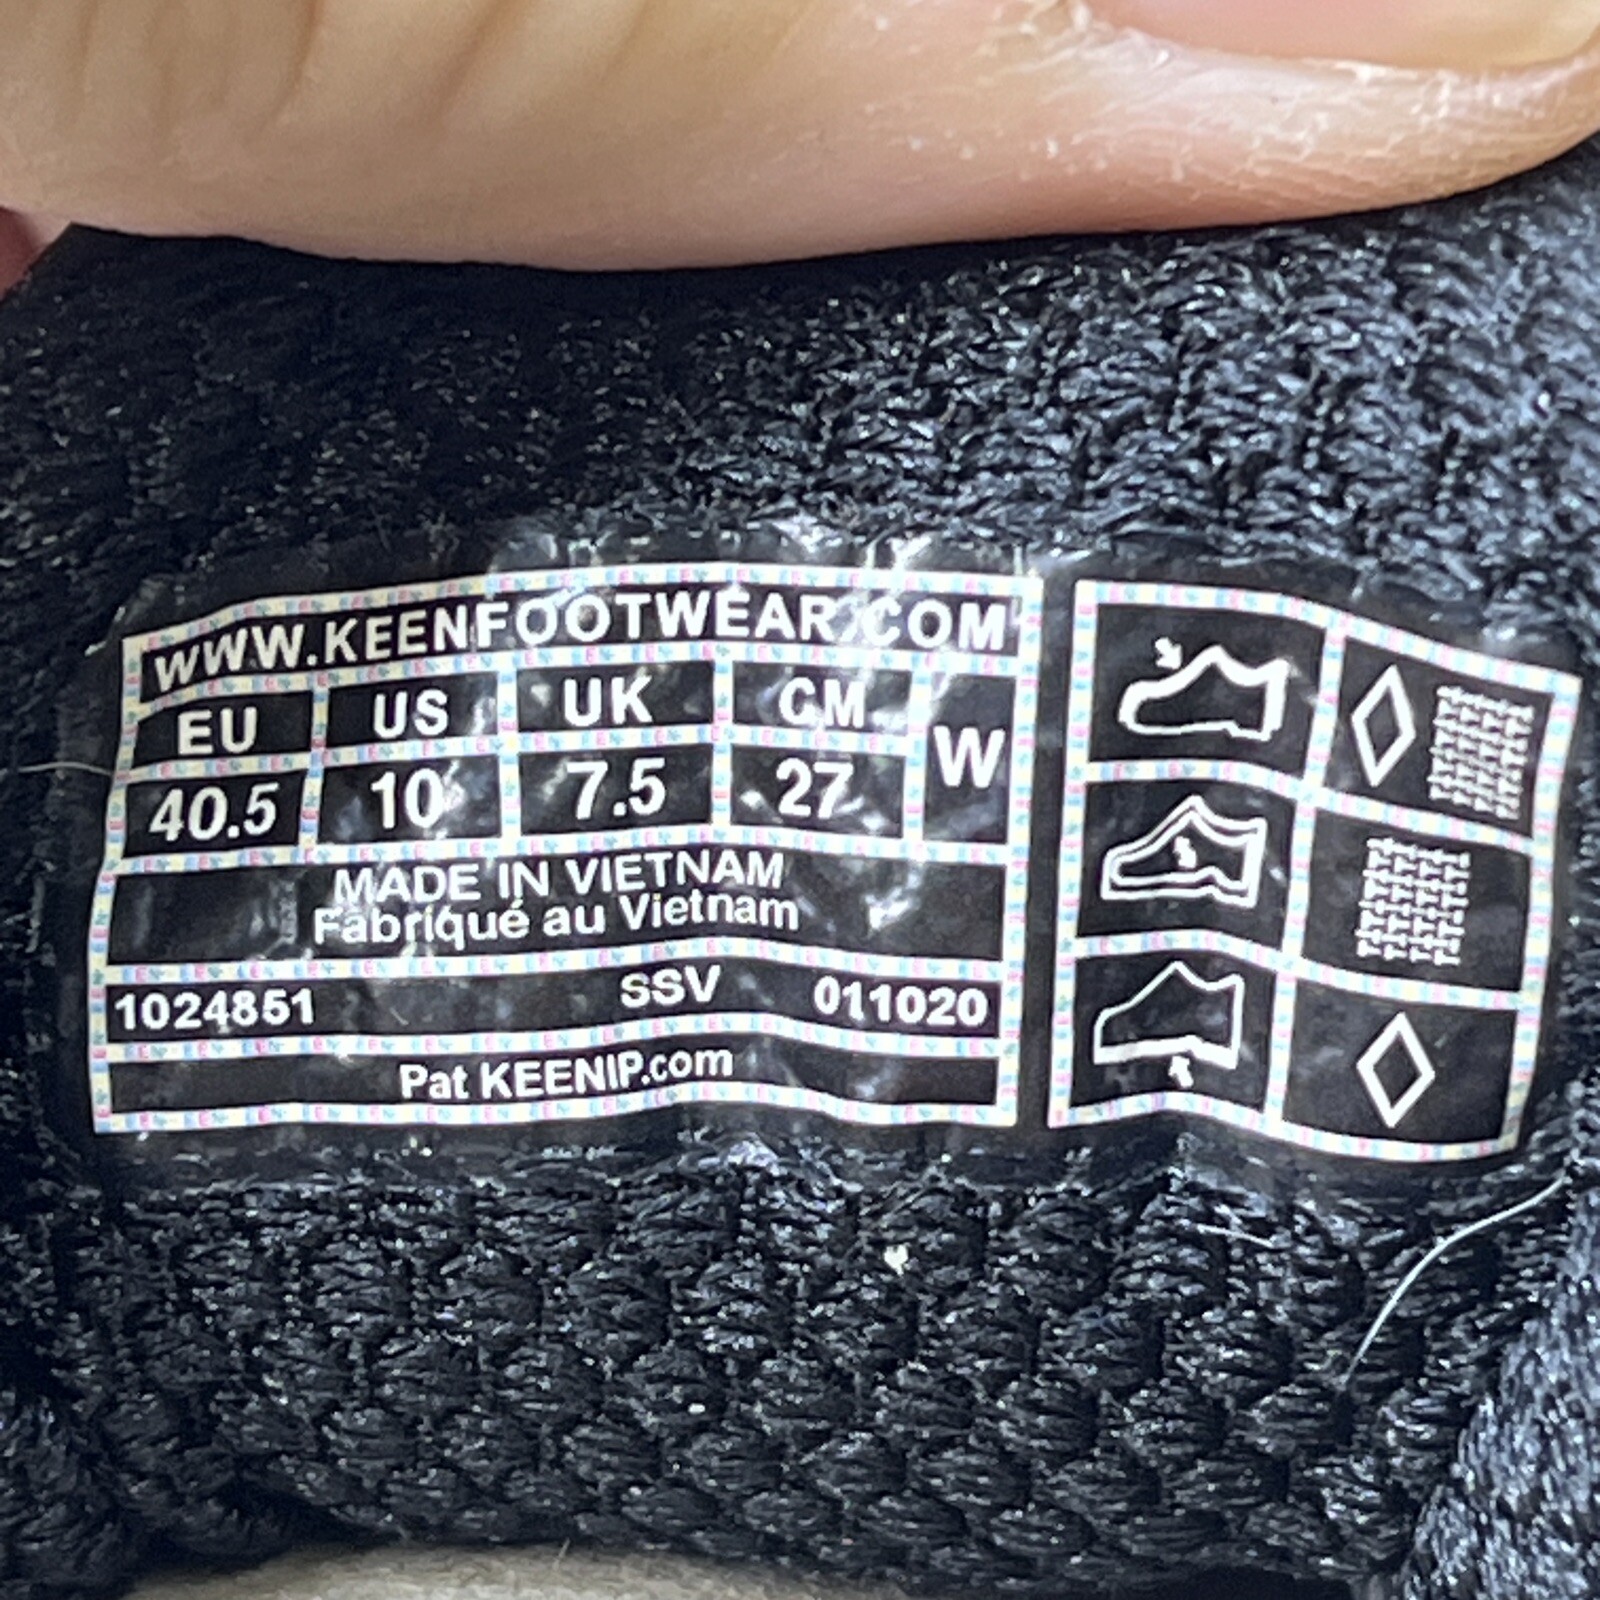 WWW.KEENFOOTWEAR.COM
EU US UK CM W
40.5 10 7.5 27
MADE IN VIETNAM
Fabriqué au Vietnam
1024851 SSV 011020
Pat KEENIP.com